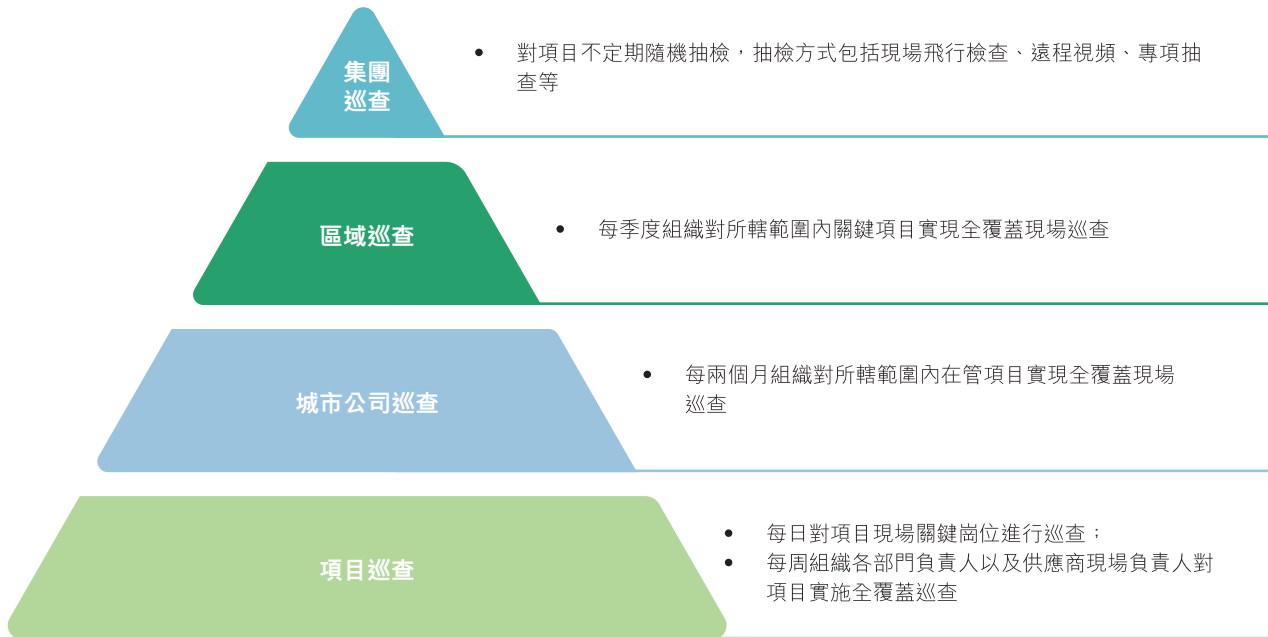 集團
巡查
• 對項目不定期隨機抽檢，抽檢方式包括現場飛行檢查、遠程視頻、專項抽
查等
區域巡查
• 每季度組織對所轄範圍內關鍵項目實現全覆蓋現場巡查
城市公司巡查
• 每兩個月組織對所轄範圍內在管項目實現全覆蓋現場
巡查
項目巡查
• 每日對項目現場關鍵崗位進行巡查；
• 每周組織各部門負責人以及供應商現場負責人對
項目實施全覆蓋巡查